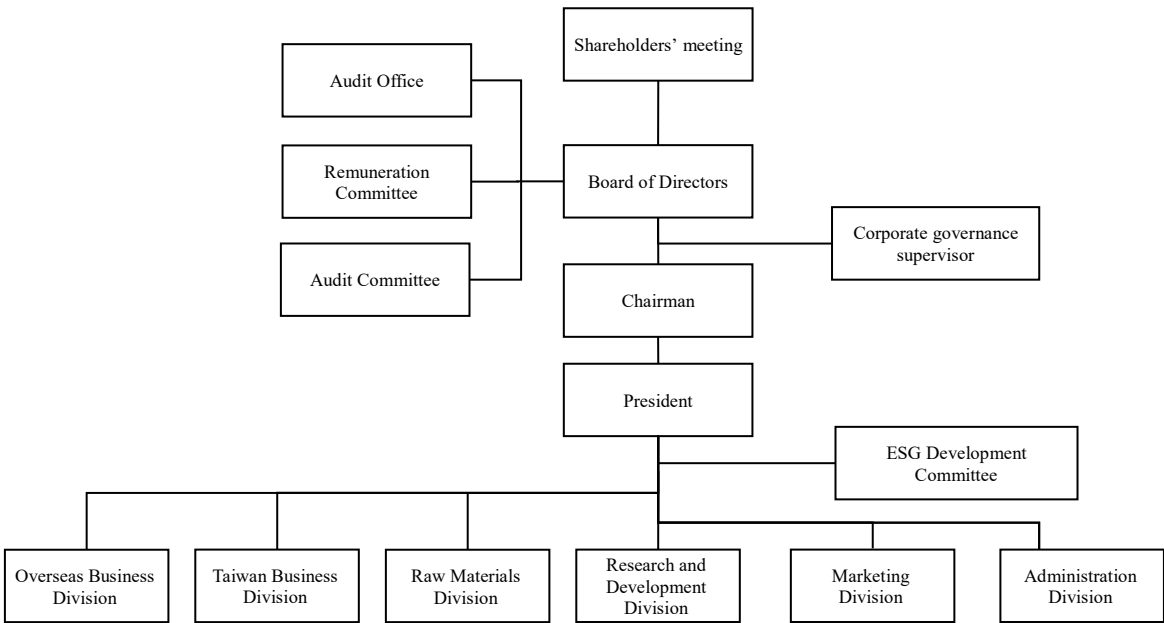 Shareholders’ meeting
Audit Office
Remuneration
Committee
Board of Directors
Corporate governance
supervisor
Audit Committee
Chairman
President
ESG Development
Committee
Overseas Business
Division
Taiwan Business
Division
Raw Materials
Division
Research and
Development
Division
Marketing
Division
Administration
Division